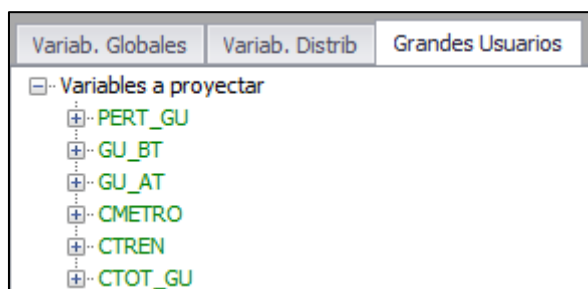 Variab. Globales Variab. Distrib Grandes Usuarios
Variables a proyectar
PERT_GU
GU_BT
GU_AT
CMETRO
CTREN
CTOT_GU